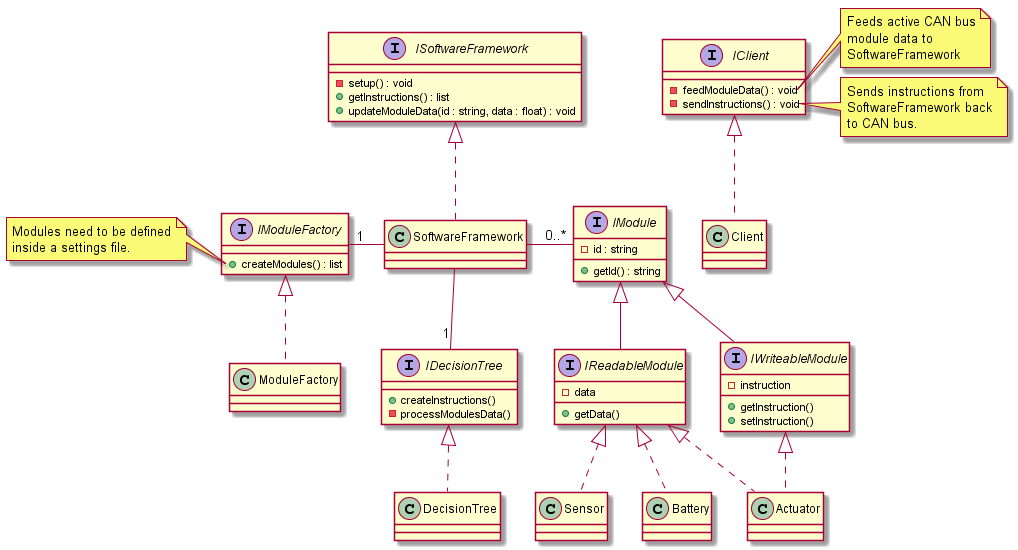 I ISoftwareFramework
setup() : void
getInstructions() : list
updateModuleData(id : string, data : float) : void
I IClient
feedModuleData() : void
sendInstructions() : void
Feeds active CAN bus
module data to
SoftwareFramework
Sends instructions from
SoftwareFramework back
to CAN bus.
Modules need to be defined
inside a settings file.
I IModuleFactory
createModules() : list
1
C SoftwareFramework
0..*
I IModule
id : string
getId() : string
C Client
1
C ModuleFactory
I IDecisionTree
createInstructions()
processModulesData()
I IReadableModule
data
getData()
I IWriteableModule
instruction
getInstruction()
setInstruction()
C DecisionTree
C Sensor
C Battery
C Actuator